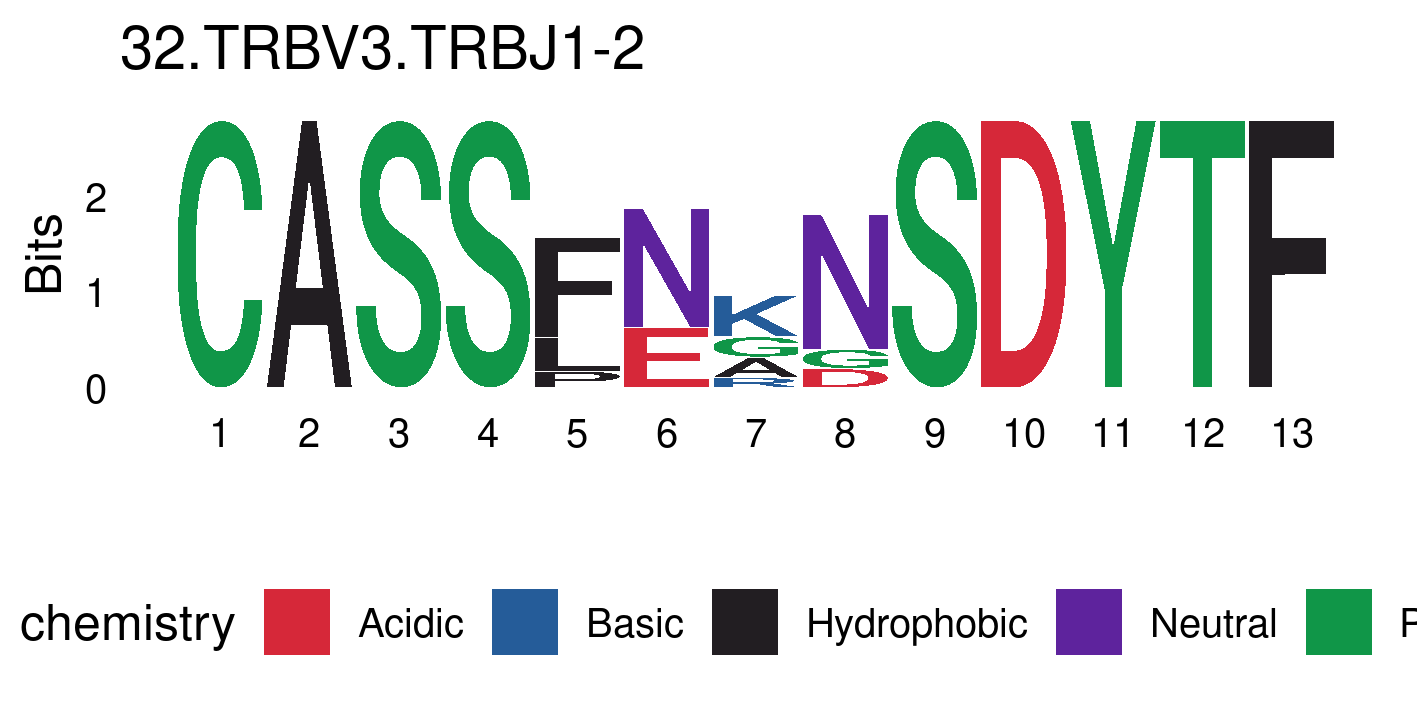 32.TRBV3.TRBJ1-2
Bits
2
1
0
C A S S F N K N S D Y T F
L E G G
P A D
R
1 2 3 4 5 6 7 8 9 10 11 12 13
chemistry Acidic Basic Hydrophobic Neutral P